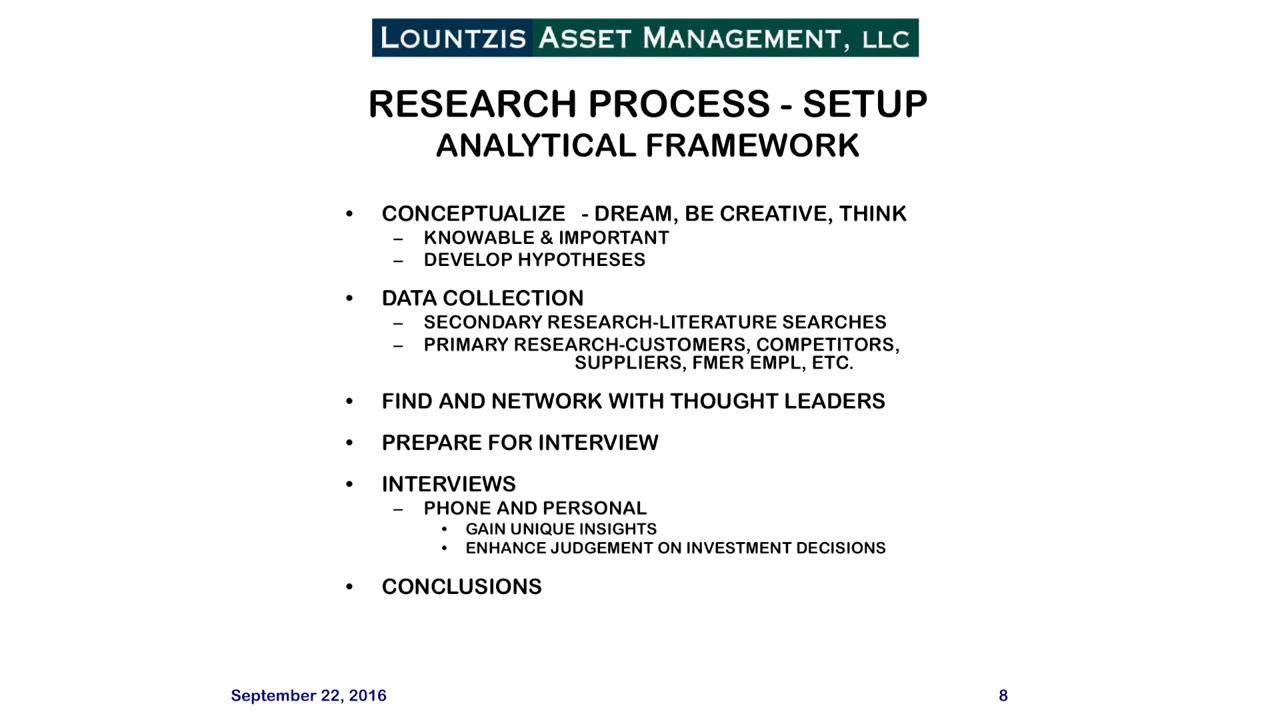 LOUNTZIS ASSET MANAGEMENT, LLC
RESEARCH PROCESS - SETUP
ANALYTICAL FRAMEWORK
• CONCEPTUALIZE - DREAM, BE CREATIVE, THINK
– KNOWABLE & IMPORTANT
– DEVELOP HYPOTHESES
• DATA COLLECTION
– SECONDARY RESEARCH-LITERATURE SEARCHES
– PRIMARY RESEARCH-CUSTOMERS, COMPETITORS,
SUPPLIERS, FMER EMPL, ETC.
• FIND AND NETWORK WITH THOUGHT LEADERS
• PREPARE FOR INTERVIEW
• INTERVIEWS
– PHONE AND PERSONAL
• GAIN UNIQUE INSIGHTS
• ENHANCE JUDGEMENT ON INVESTMENT DECISIONS
• CONCLUSIONS
September 22, 2016
8